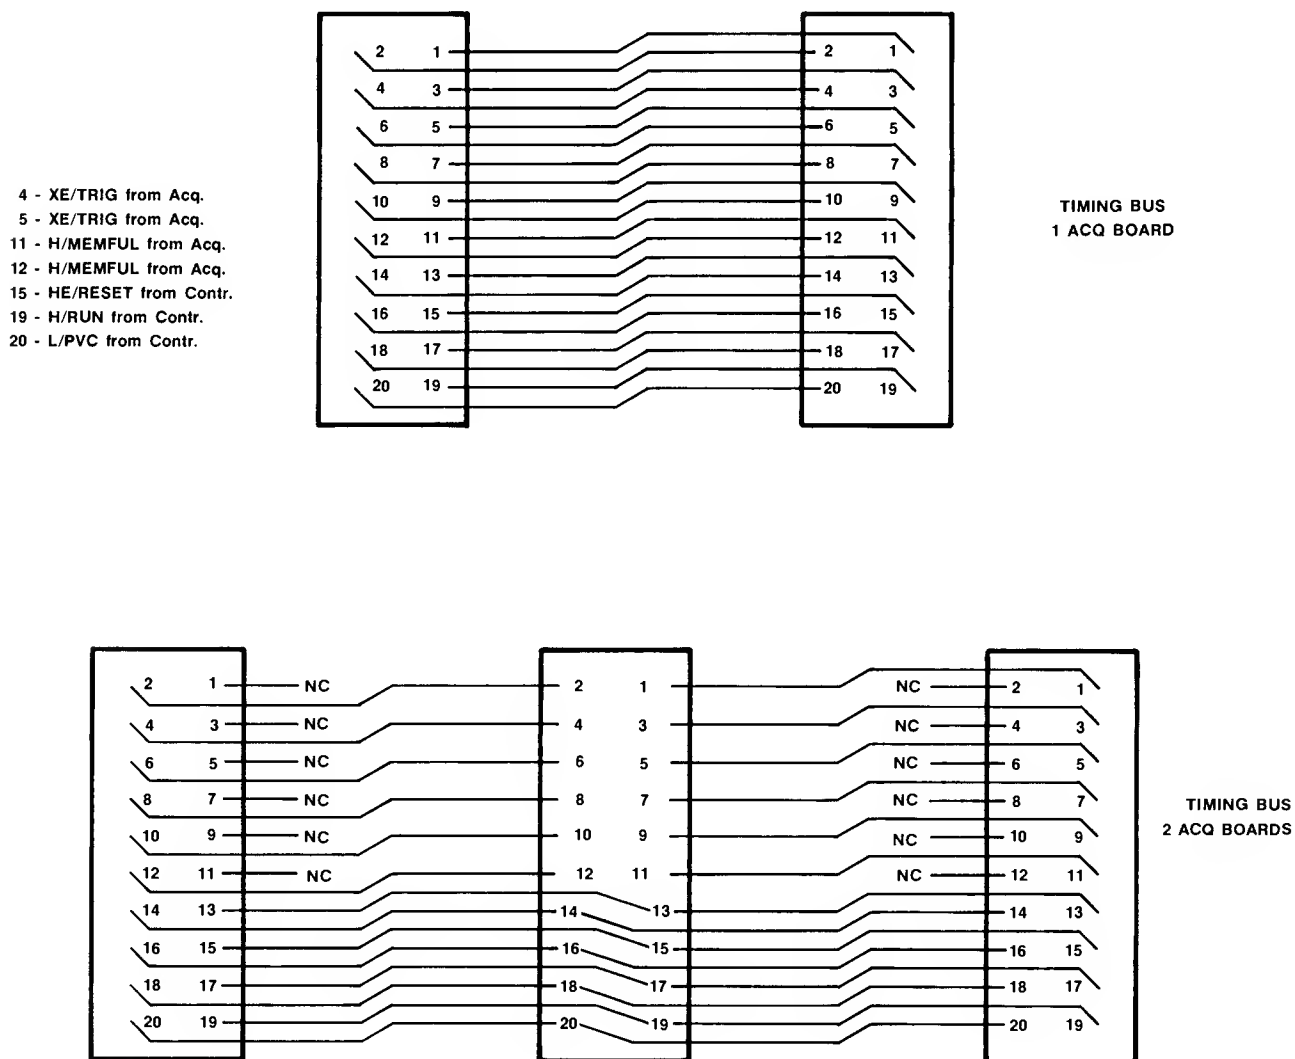 2 1 2 1
4 3 4 3
6 5 6 5
8 7 8 7
4 - XE/TRIG from Acq.
5 - XE/TRIG from Acq.
11 - H/MEMFUL from Acq.
12 - H/MEMFUL from Acq.
15 - HE/RESET from Contr.
19 - H/RUN from Contr.
20 - L/PVC from Contr.
10 9 10 9
12 11 12 11
14 13 14 13
16 15 16 15
18 17 18 17
20 19 20 19
TIMING BUS
1 ACQ BOARD
2 1 NC 2 1 NC 2 1
4 3 NC 4 3 NC 4 3
6 5 NC 6 5 NC 6 5
8 7 NC 8 7 NC 8 7
10 9 NC 10 9 NC 10 9
12 11 NC 12 11 NC 12 11
14 13 14 13 14 13
16 15 16 15 16 15
18 17 18 17 18 17
20 19 20 19 20 19
TIMING BUS
2 ACQ BOARDS